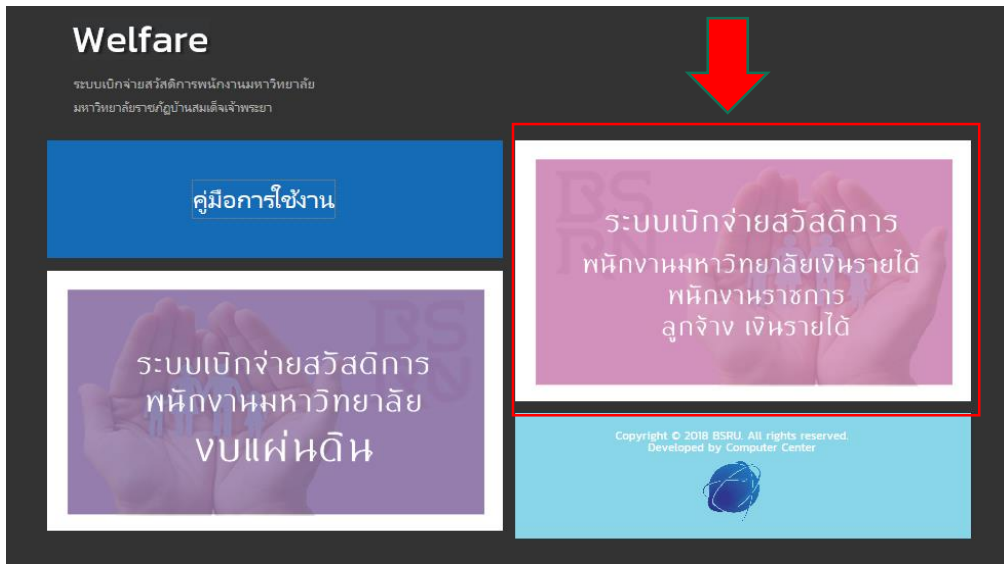 Welfare
ระบบเบิกจ่ายสวัสดิการพนักงานมหาวิทยาลัย
มหาวิทยาลัยราชภัฏบ้านสมเด็จเจ้าพระยา
คู่มือการใช้งาน
BS
RN
ระบบเบิกจ่ายสวัสดิการ
พนักงานมหาวิทยาลัยเงินรายได้
พนักงานราชการ
ลูกจ้าง เงินรายได้
BS
ระบบเบิกจ่ายสวัสดิการ
พนักงานมหาวิทยาลัย
งบแผ่นดิน
Copyright © 2018 BSRU. All rights reserved.
Developed by Computer Center